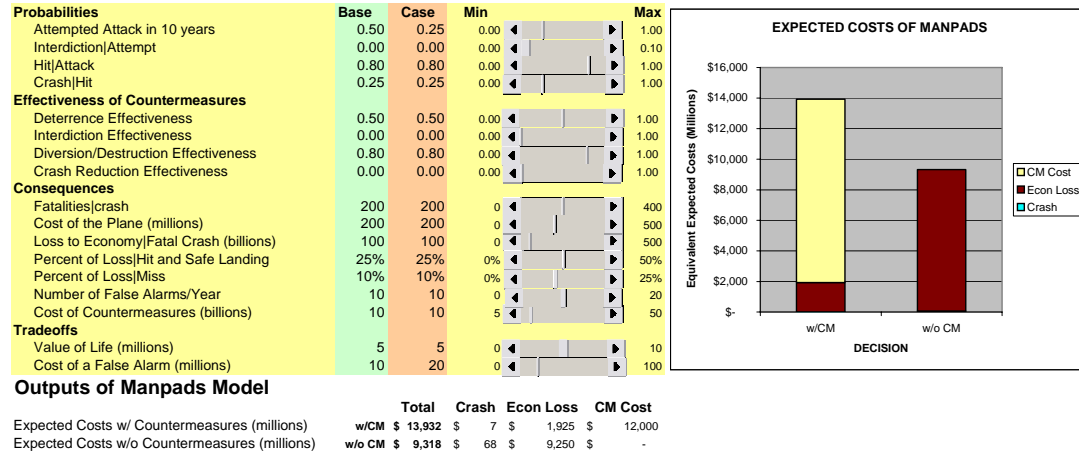 Probabilities Base Case Min Max
Attempted Attack in 10 years 0.50 0.25 0.00 1.00
Interdiction|Attempt 0.00 0.00 0.00 0.10
Hit|Attack 0.80 0.80 0.00 1.00
Crash|Hit 0.25 0.25 0.00 1.00
Effectiveness of Countermeasures
Deterrence Effectiveness 0.50 0.50 0.00 1.00
Interdiction Effectiveness 0.00 0.00 0.00 1.00
Diversion/Destruction Effectiveness 0.80 0.80 0.00 1.00
Crash Reduction Effectiveness 0.00 0.00 0.00 1.00
Consequences
Fatalities|crash 200 200 0 400
Cost of the Plane (millions) 200 200 0 500
Loss to Economy|Fatal Crash (billions) 100 100 0 500
Percent of Loss|Hit and Safe Landing 25% 25% 0% 50%
Percent of Loss|Miss 10% 10% 0% 25%
Number of False Alarms/Year 10 10 0 20
Cost of Countermeasures (billions) 10 10 5 50
Tradeoffs
Value of Life (millions) 5 5 0 10
Cost of a False Alarm (millions) 10 20 0 100
Outputs of Manpads Model
Total Crash Econ Loss CM Cost
Expected Costs w/ Countermeasures (millions) w/CM $ 13,932 $ 7 $ 1,925 $ 12,000
Expected Costs w/o Countermeasures (millions) w/o CM $ 9,318 $ 68 $ 9,250 $ -
EXPECTED COSTS OF MANPADS
Equivalent Expected Costs (Millions)
$16,000
$14,000
$12,000
$10,000
$8,000
$6,000
$4,000
$2,000
$-
w/CM w/o CM
DECISION
CM Cost
Econ Loss
Crash